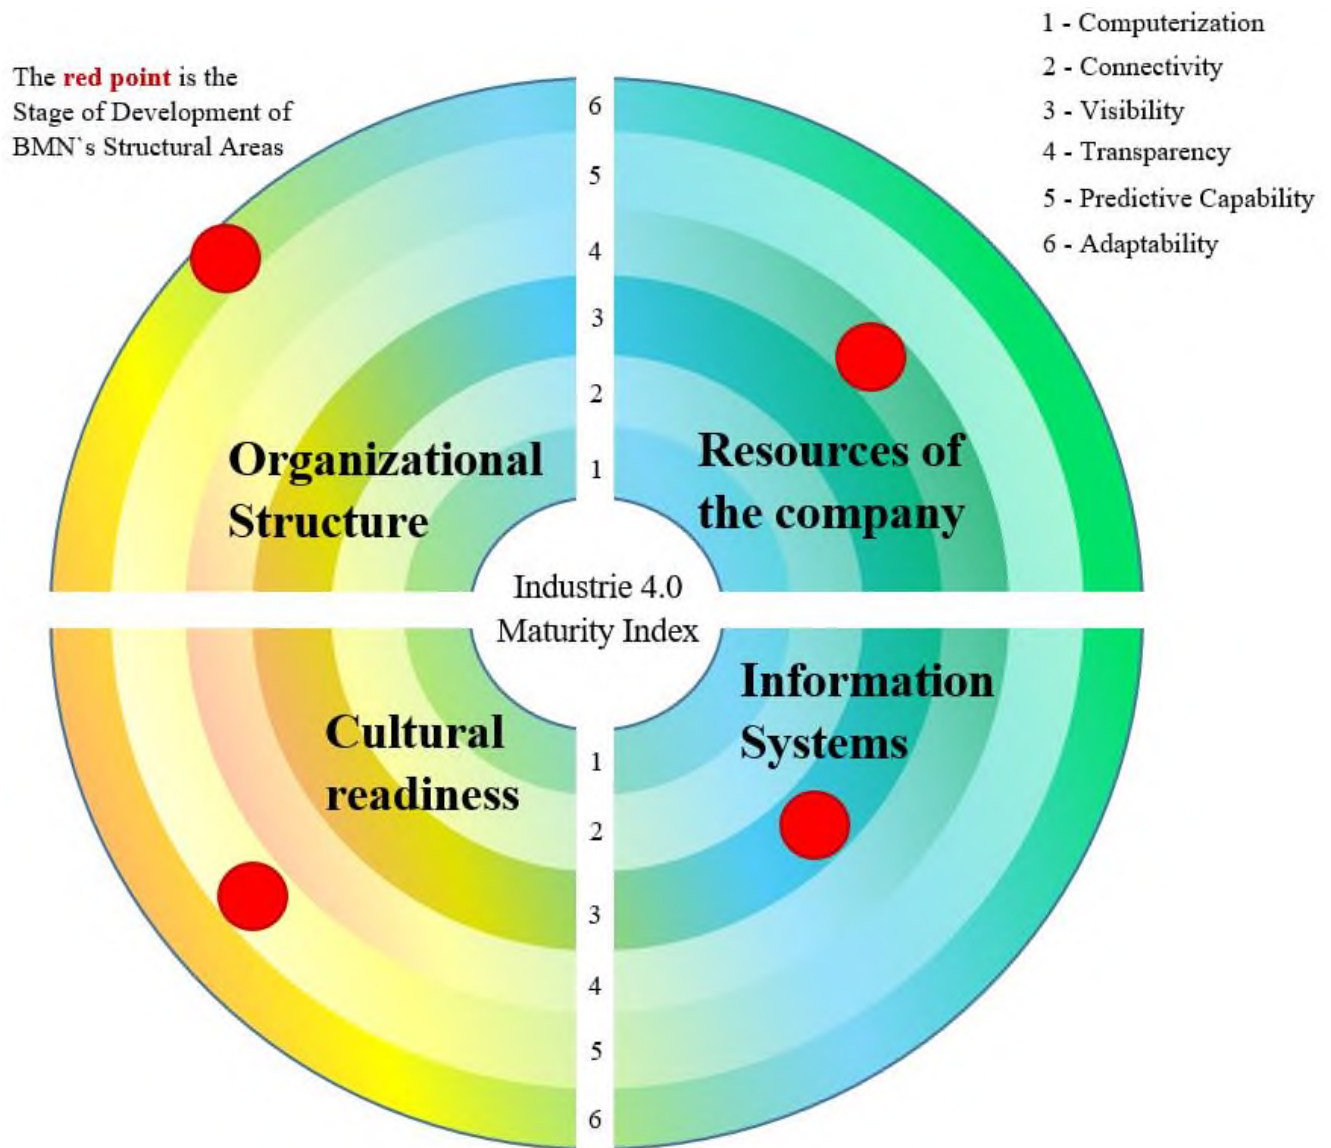 The red point is the
Stage of Development of
BMN`s Structural Areas
1 - Computerization
2 - Connectivity
3 - Visibility
4 - Transparency
5 - Predictive Capability
6 - Adaptability
6
5
4
3
2
1
Organizational
Structure
Resources of
the company
Industrie 4.0
Maturity Index
Cultural
readiness
Information
Systems
1
2
3
4
5
6